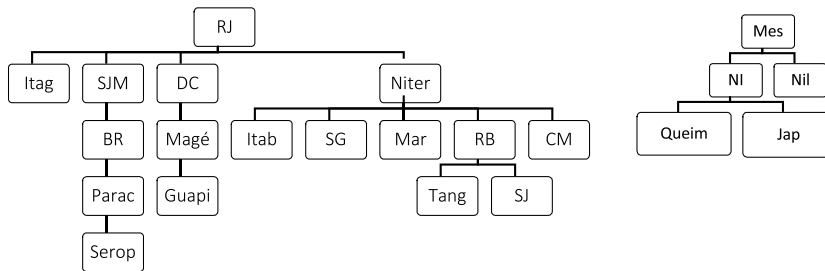 RJ
Mes
Itag
SJM
DC
Niter
NI
Nil
BR
Magé
Itab
SG
Mar
RB
CM
Queim
Jap
Parac
Guapi
Tang
SJ
Serop